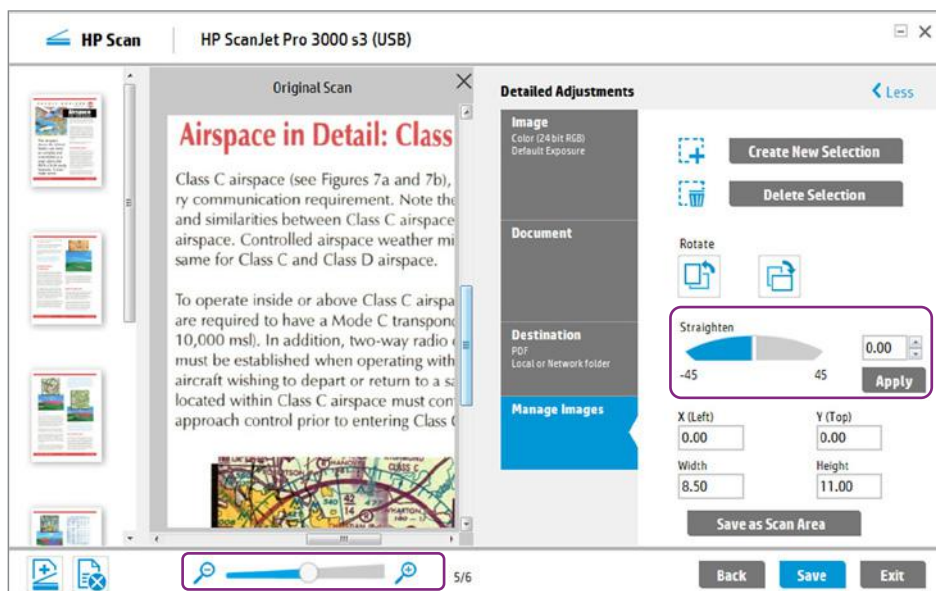 HP Scan
HP ScanJet Pro 3000 s3 (USB)
Original Scan
Airspace in Detail: Class
Class C airspace (see Figures 7a and 7b),
ry communication requirement. Note the
and similarities between Class C airspace
airspace. Controlled airspace weather mi
same for Class C and Class D airspace.
To operate inside or above Class C airspa
are required to have a Mode C transpond
10,000 msl). In addition, two-way radio
must be established when operating with
aircraft wishing to depart or return to a sa
located within Class C airspace must con
approach control prior to entering Class
CLASS C
42
14
5/6
Detailed Adjustments
Less
Image
Color (24 bit RGB)
Default Exposure
Document
Destination
PDF
Local or Network folder
Manage Images
Create New Selection
Delete Selection
Rotate
Straighten
-45
45
0.00
Apply
X (Left)
Y (Top)
0.00
0.00
Width
Height
8.50
11.00
Save as Scan Area
Back
Save
Exit